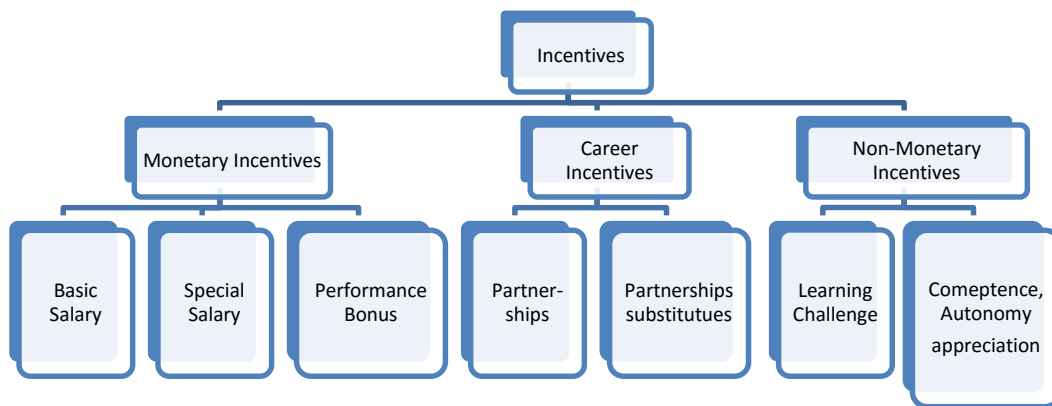 Incentives
Monetary Incentives
Career
Incentives
Non-Monetary
Incentives
Basic
Salary
Special
Salary
Performance
Bonus
Partner-
ships
Partnerships
substitutues
Learning
Challenge
Comeptence,
Autonomy
appreciation